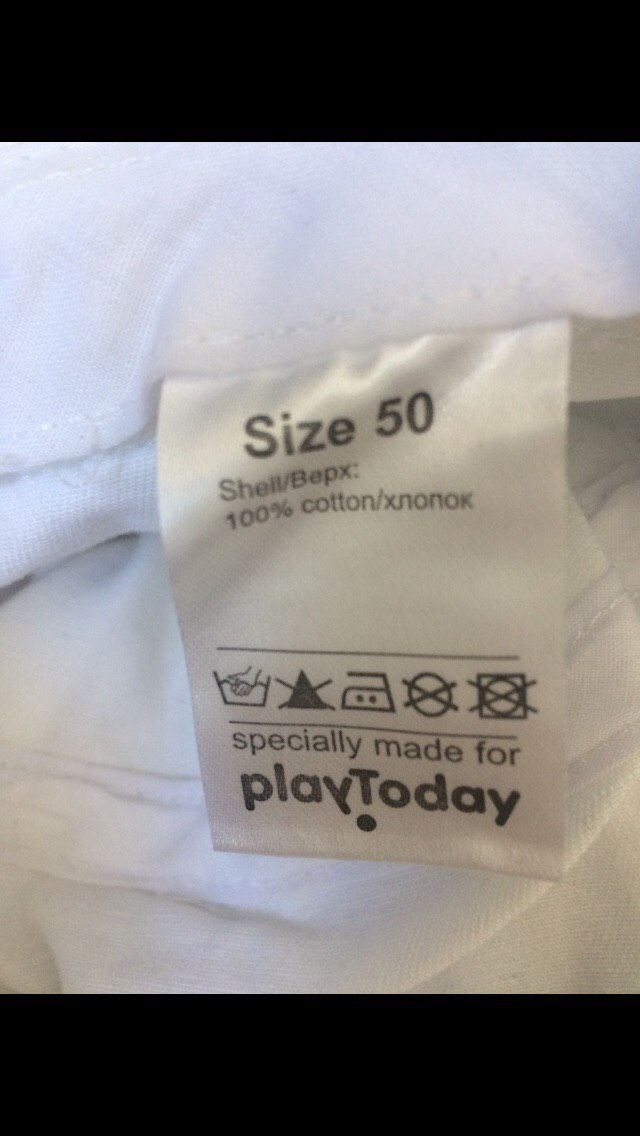 Size 50
Shell/Верх:
100% cotton/хлопок
specially made for
playToday